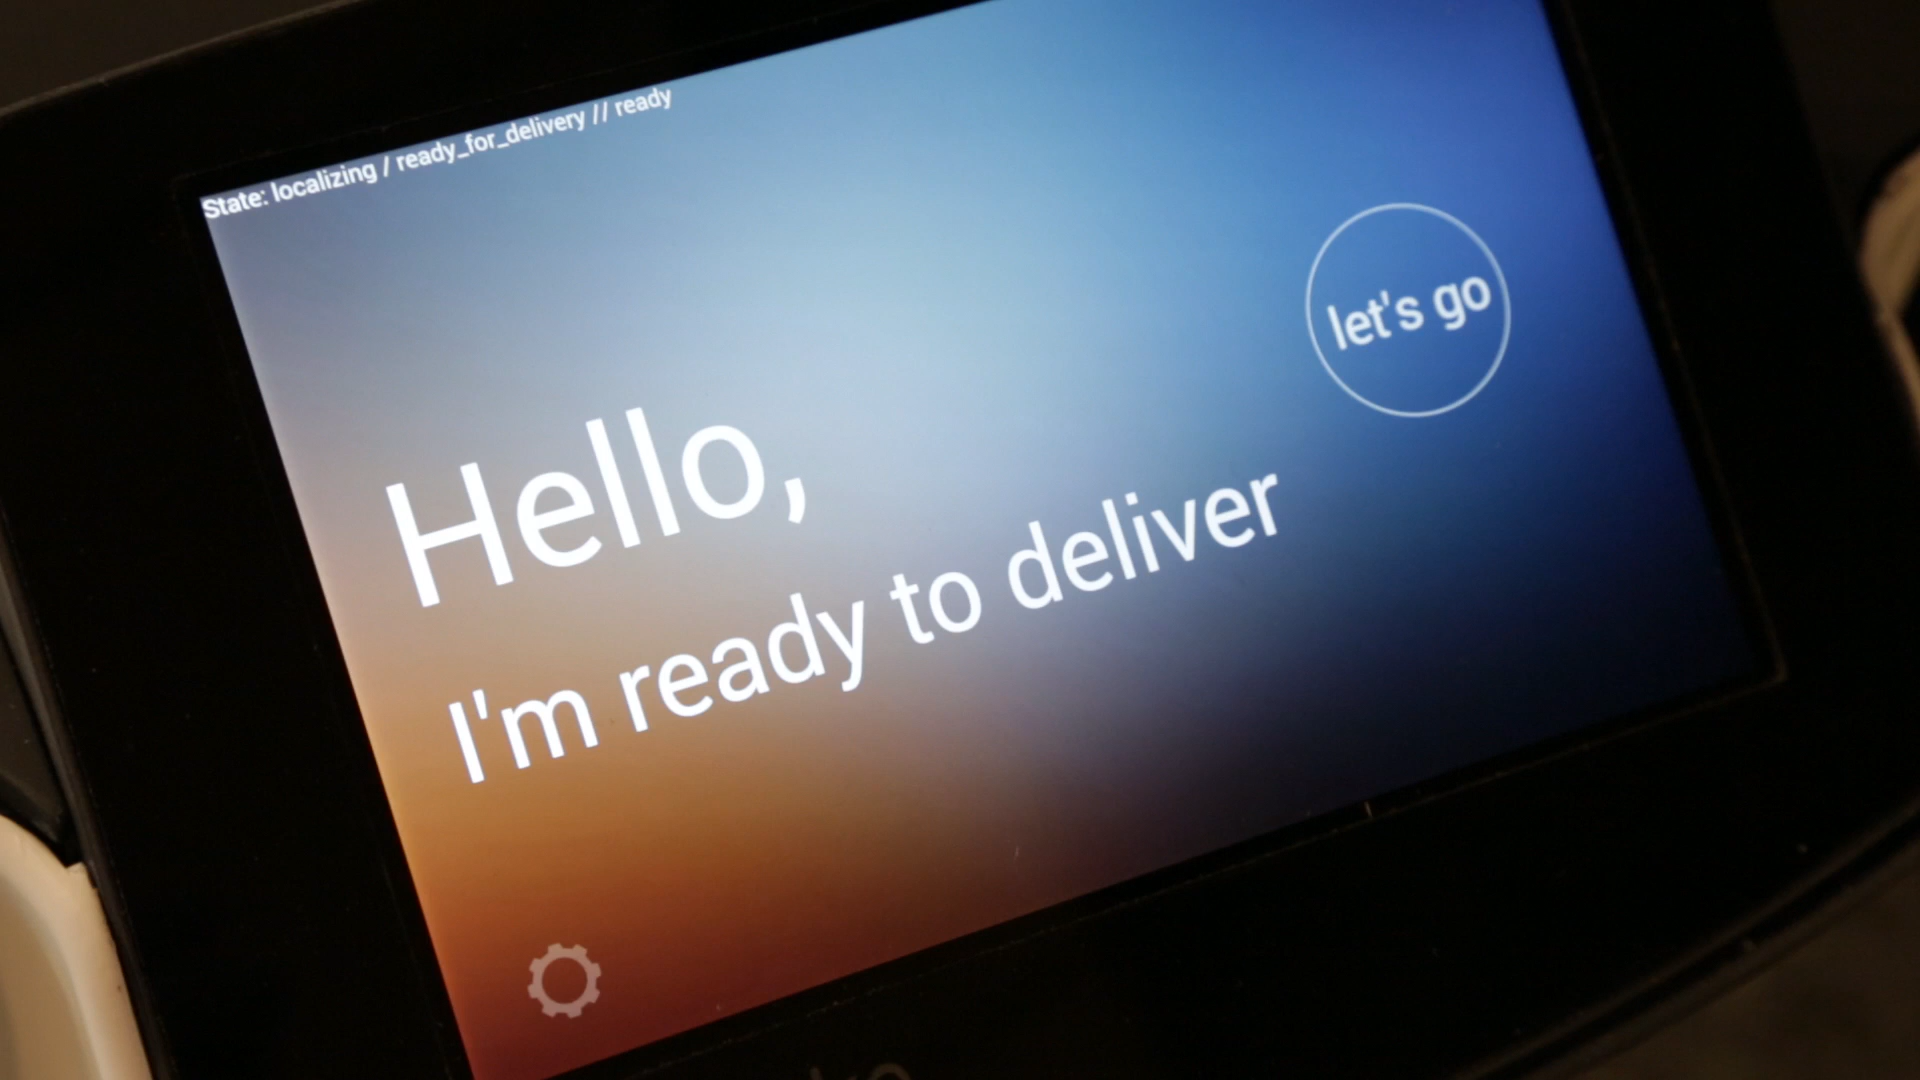 State: localizing / ready_for_delivery // ready
let's go
Hello,
I'm ready to deliver